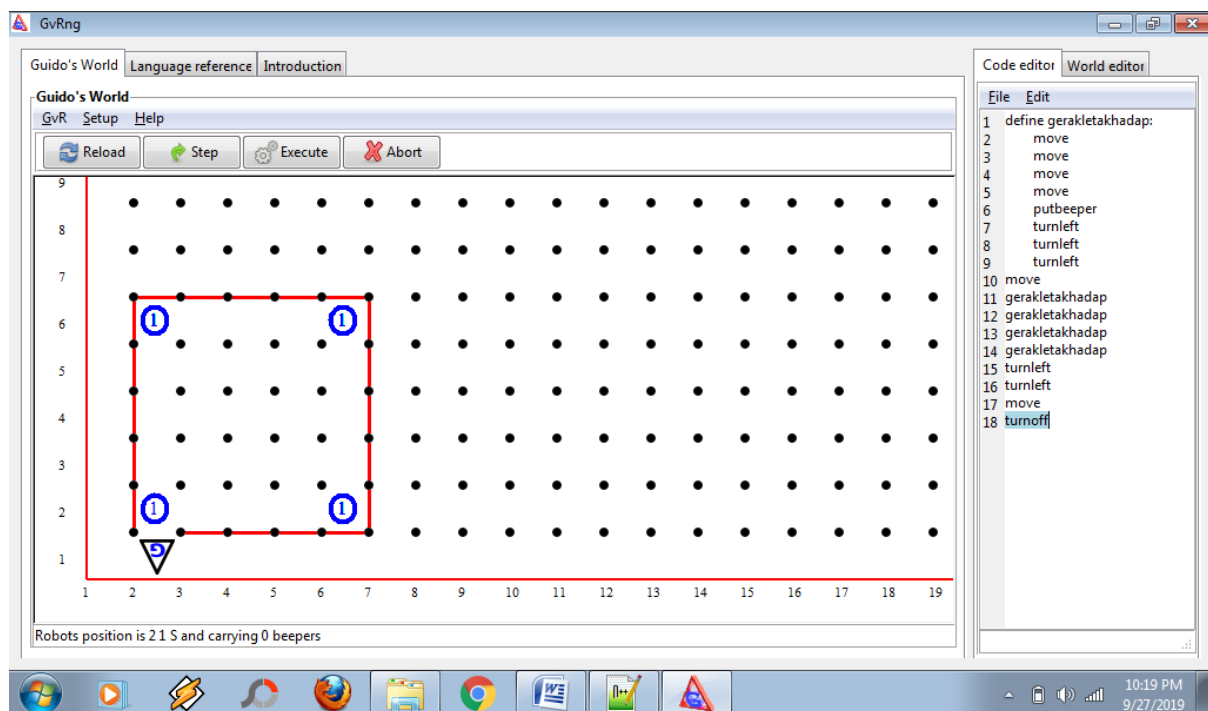 GvRng
Guido's World Language reference Introduction
Guido's World
GvR Setup Help
Reload Step Execute Abort
9
8
7
6
5
4
3
2
1
1 1
1 1
G
1 2 3 4 5 6 7 8 9 10 11 12 13 14 15 16 17 18 19
Robots position is 2 1 S and carrying 0 beepers
Code editor World editor
File Edit
1 define gerakletakhadap:
2 move
3 move
4 move
5 move
6 putbeeper
7 turnleft
8 turnleft
9 turnleft
10 move
11 gerakletakhadap
12 gerakletakhadap
13 gerakletakhadap
14 gerakletakhadap
15 turnleft
16 turnleft
17 move
18 turnoff
10:19 PM
9/27/2019